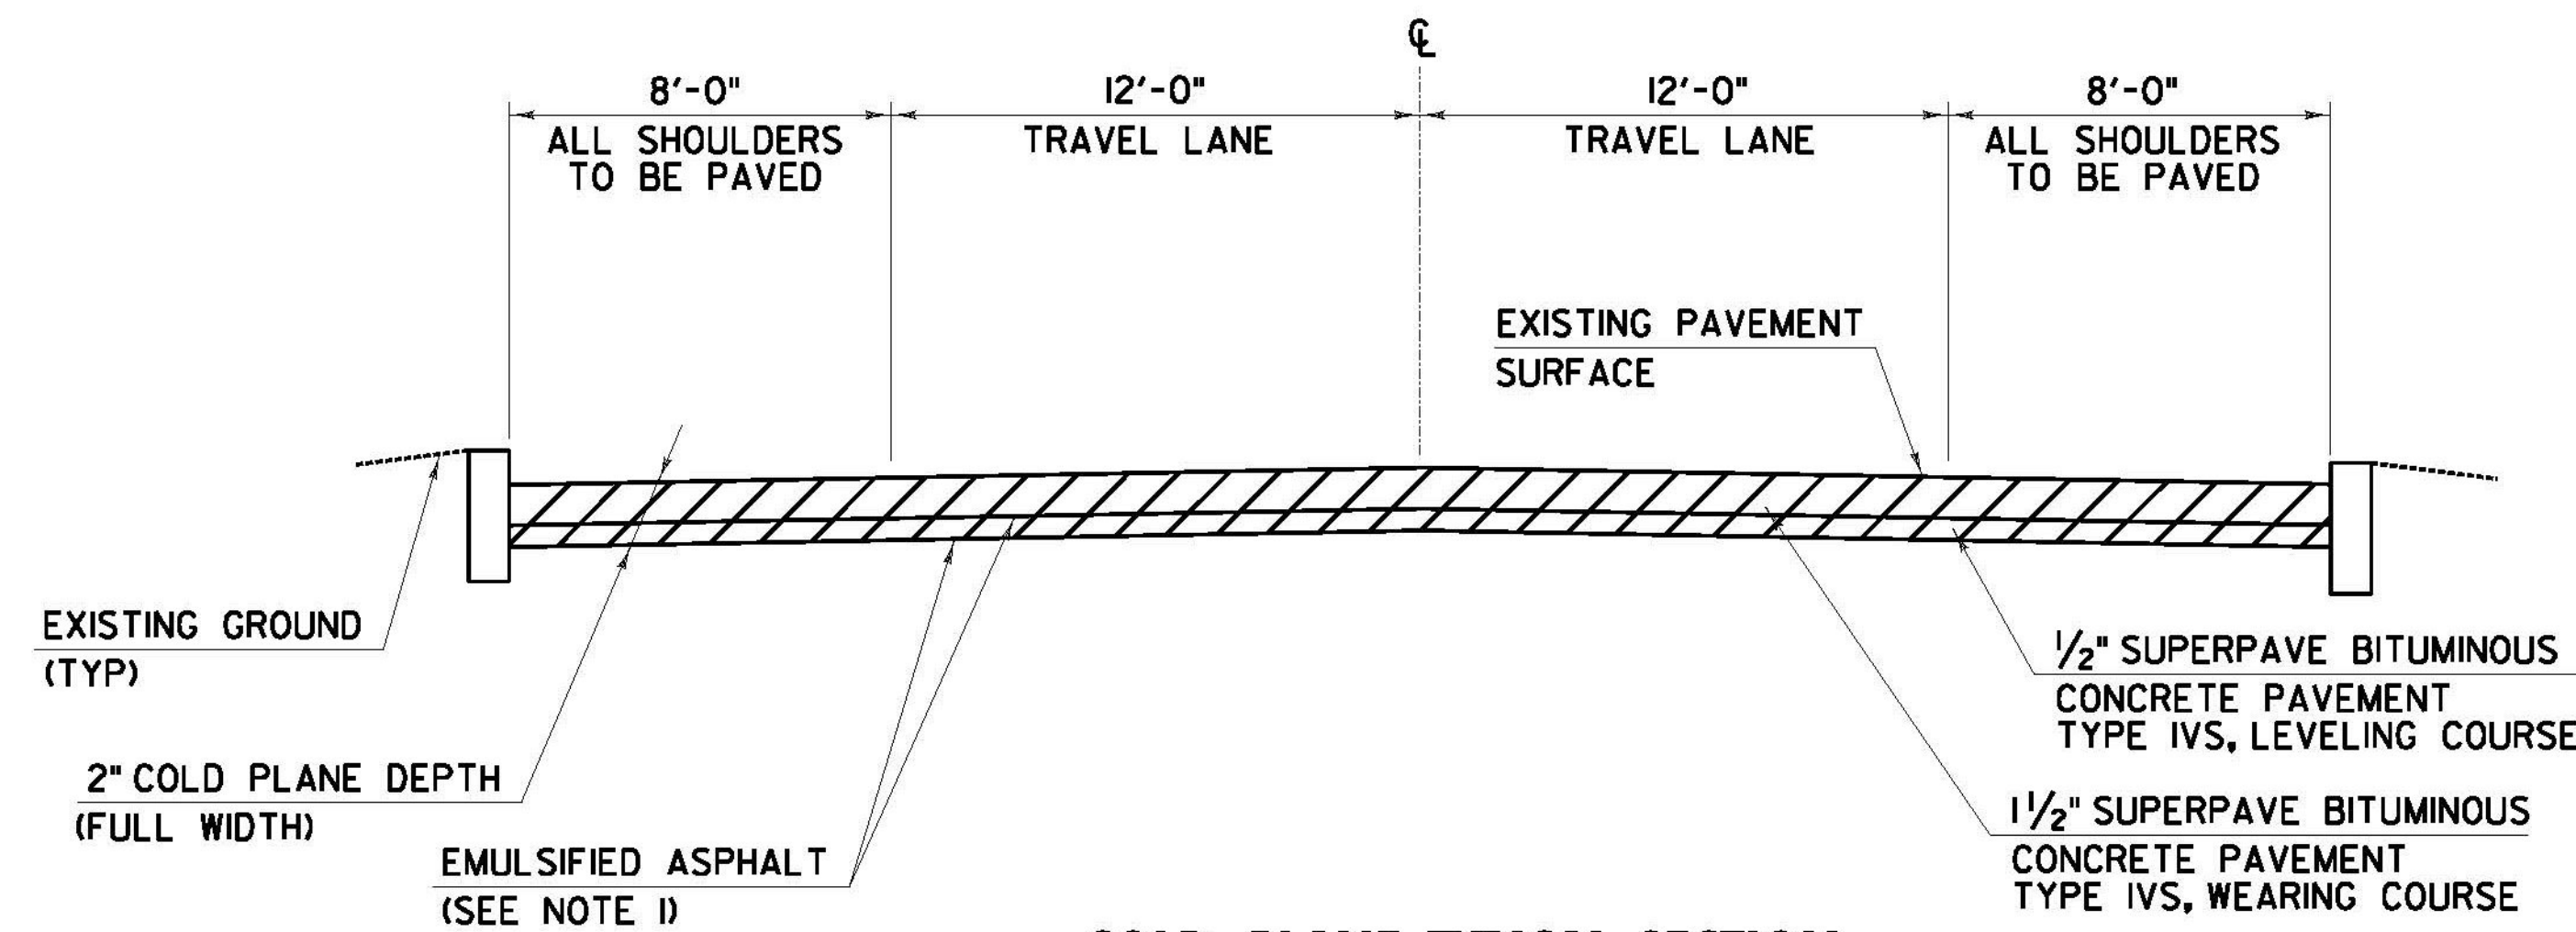 ℄
8'-0" 12'-0" 12'-0" 8'-0"
ALL SHOULDERS TRAVEL LANE TRAVEL LANE ALL SHOULDERS
TO BE PAVED TO BE PAVED
EXISTING PAVEMENT
SURFACE
EXISTING GROUND
(TYP)
2" COLD PLANE DEPTH
(FULL WIDTH)
EMULSIFIED ASPHALT
(SEE NOTE 1)
1/2" SUPERPAVE BITUMINOUS
CONCRETE PAVEMENT
TYPE IVS, LEVELING COURSE
1 1/2" SUPERPAVE BITUMINOUS
CONCRETE PAVEMENT
TYPE IVS, WEARING COURSE